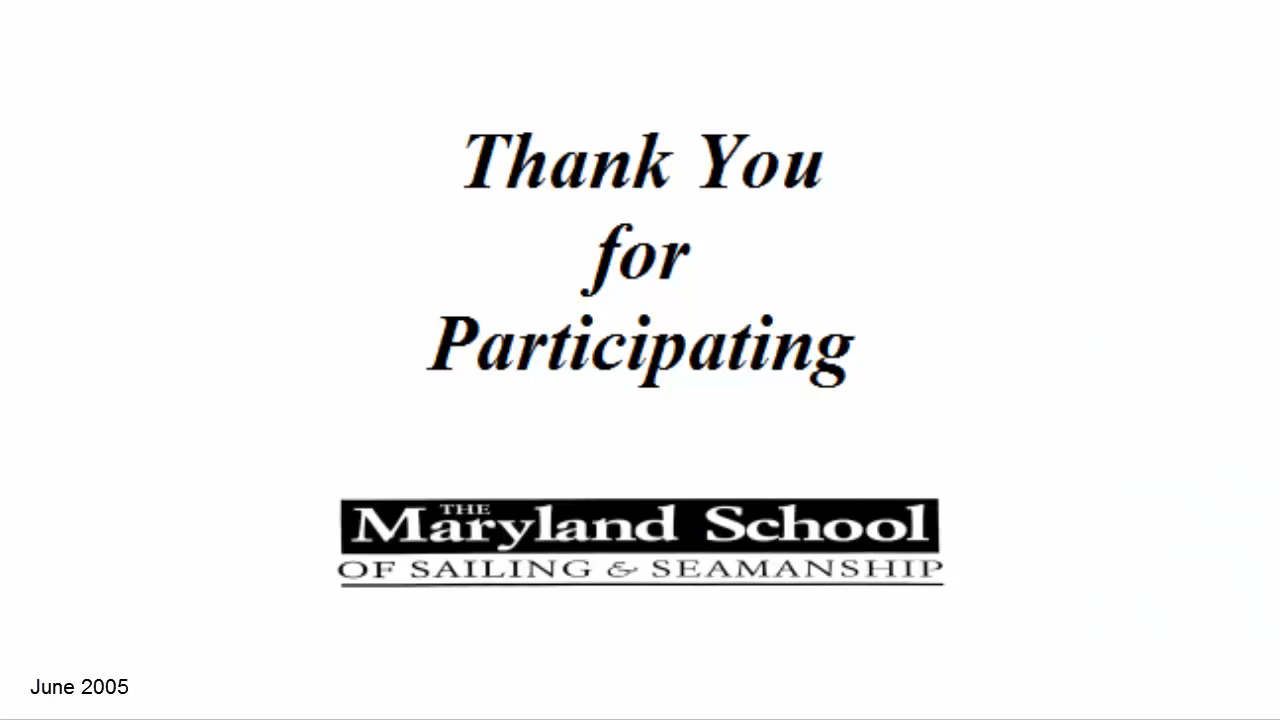 Thank You
for
Participating
THE
Maryland School
OF SAILING & SEAMANSHIP
June 2005